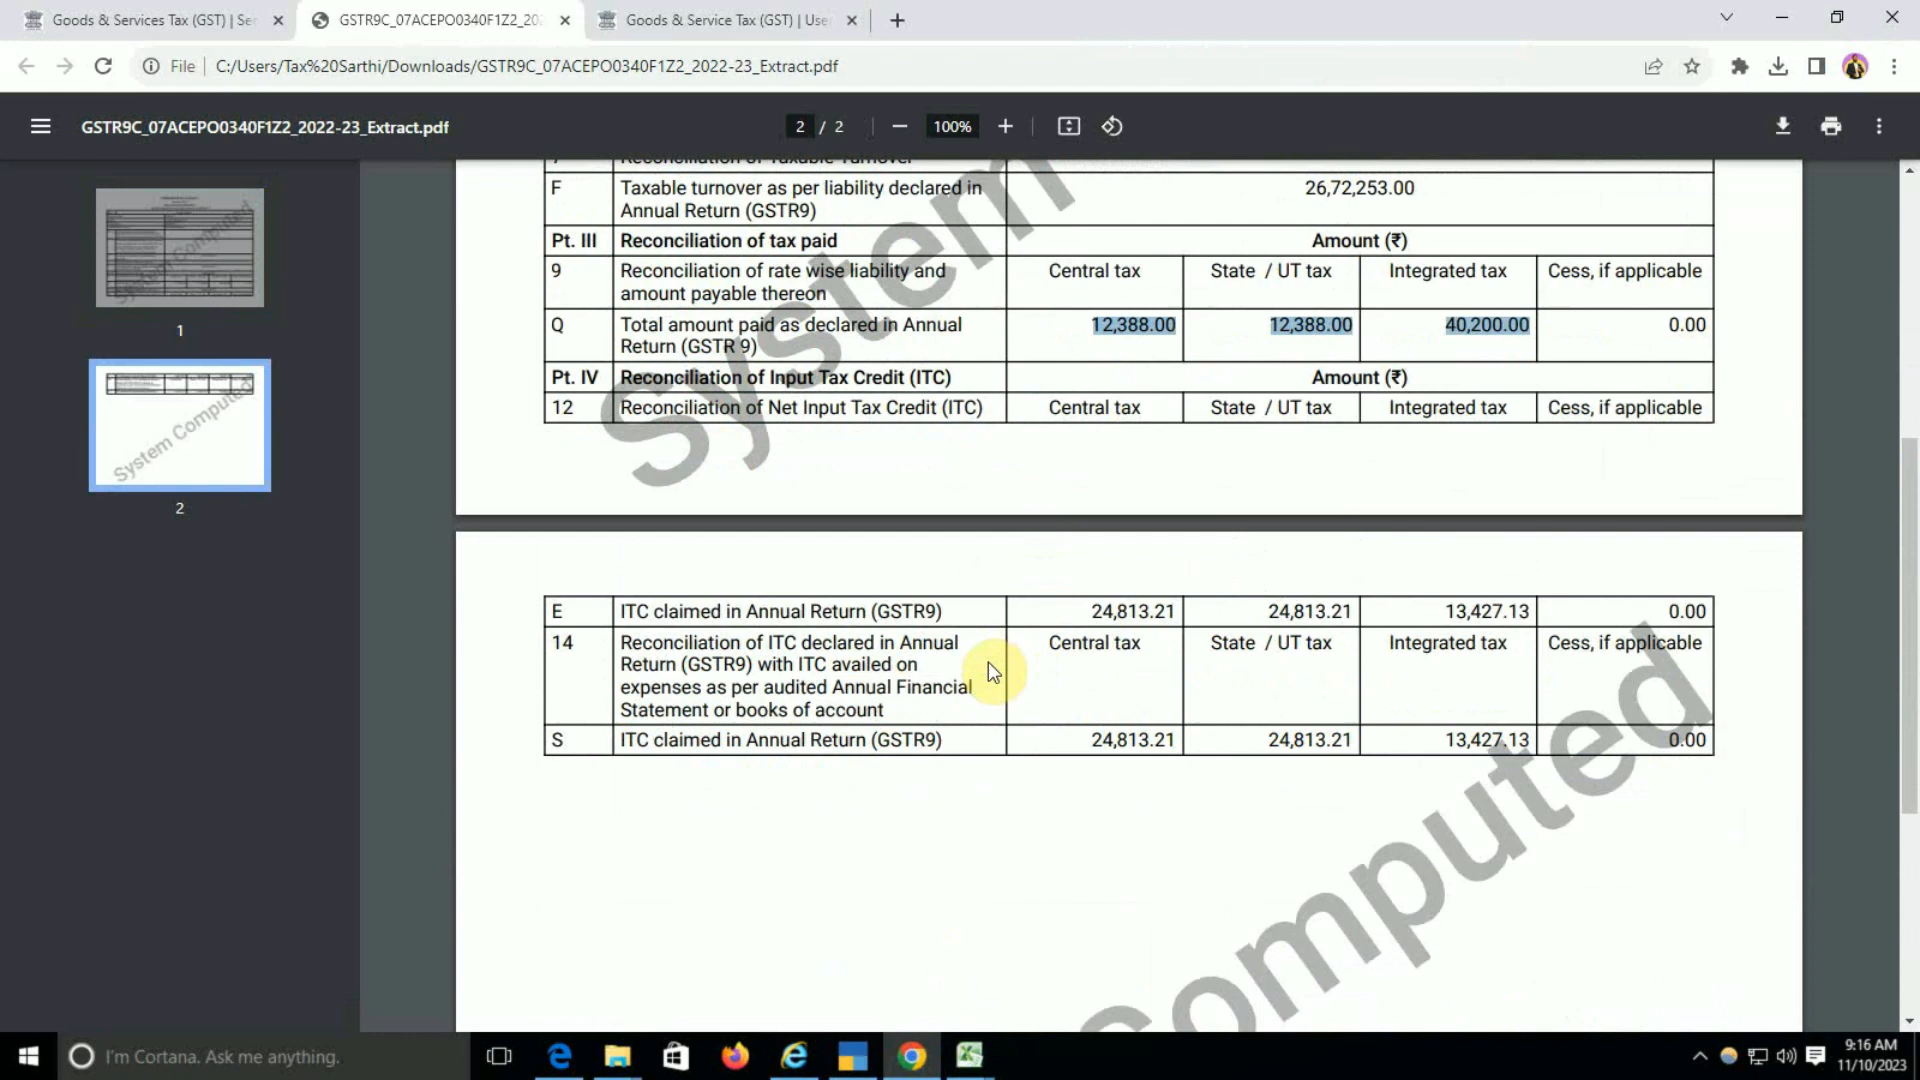 Goods & Services Tax (GST) | Se
GSTR9C_07ACEPO0340F1Z2_20
Goods & Service Tax (GST) | Use
File
C:/Users/Tax%20Sarthi/Downloads/GSTR9C_07ACEPO0340F1Z2_2022-23_Extract.pdf
GSTR9C_07ACEPO0340F1Z2_2022-23_Extract.pdf
2 / 2
100%
7 Reconciliation of Taxable Turnover
F Taxable turnover as per liability declared in 26,72,253.00
Annual Return (GSTR9)
Pt. III Reconciliation of tax paid Amount (₹)
9 Reconciliation of rate wise liability and Central tax State / UT tax Integrated tax Cess, if applicable
amount payable thereon
Q Total amount paid as declared in Annual 12,388.00 12,388.00 40,200.00 0.00
Return (GSTR 9)
Pt. IV Reconciliation of Input Tax Credit (ITC) Amount (₹)
12 Reconciliation of Net Input Tax Credit (ITC) Central tax State / UT tax Integrated tax Cess, if applicable
System
E ITC claimed in Annual Return (GSTR9) 24,813.21 24,813.21 13,427.13 0.00
14 Reconciliation of ITC declared in Annual Central tax State / UT tax Integrated tax Cess, if applicable
Return (GSTR9) with ITC availed on
expenses as per audited Annual Financial
Statement or books of account
S ITC claimed in Annual Return (GSTR9) 24,813.21 24,813.21 13,427.13 0.00
Computed
System Computed
1
System Computed
2
I'm Cortana. Ask me anything.
9:16 AM
11/10/2023